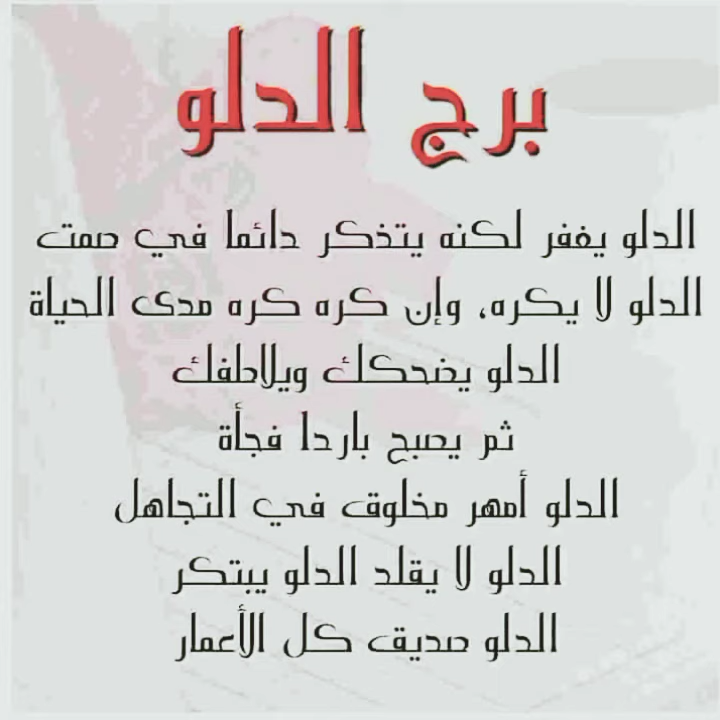 برج الدلو
الدلو يغفر لكنه يتذكر دائما في صمت
الدلو لا يكره، وإن كره كره مدى الحياة
الدلو يضحكك ويلاطفك
ثم يصبح باردا فجأة
الدلو أمهر مخلوق في التجاهل
الدلو لا يقلد الدلو يبتكر
الدلو صديق كل الأعمار